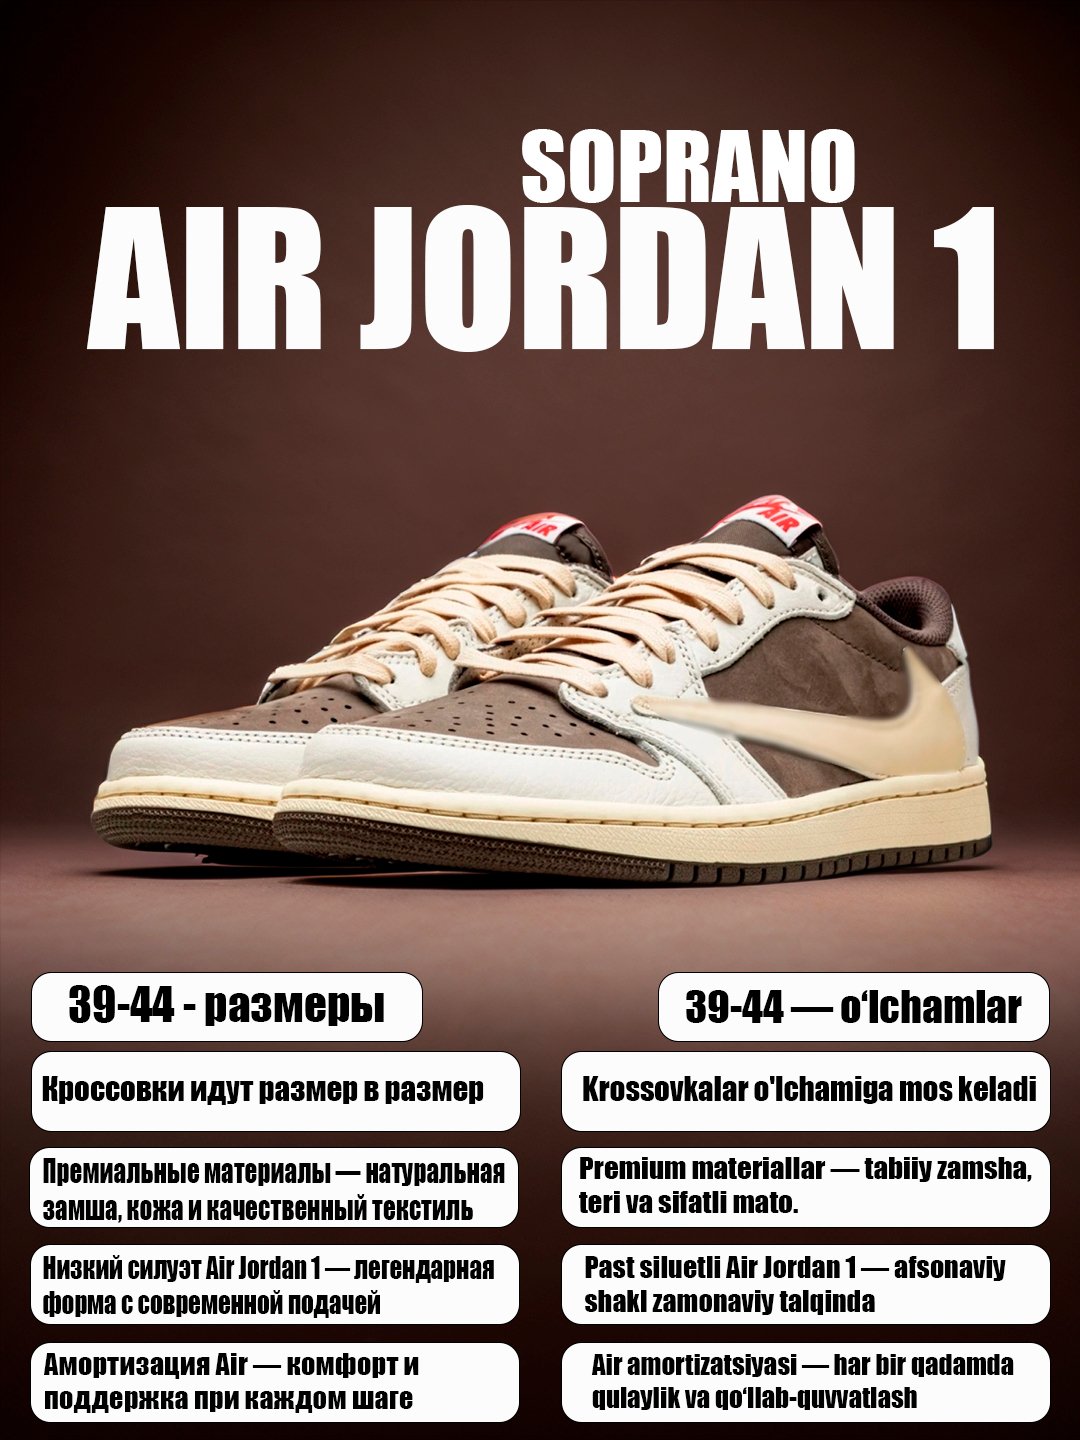 SOPRANO
AIR JORDAN 1
AIR
AIR
39-44 - размеры
Кроссовки идут размер в размер
Премиальные материалы — натуральная
замша, кожа и качественный текстиль
Низкий силуэт Air Jordan 1 — легендарная
форма с современной подачей
Амортизация Air — комфорт и
поддержка при каждом шаге
39-44 — o‘lchamlar
Krossovkalar o'lchamiga mos keladi
Premium materiallar — tabiiy zamsha,
teri va sifatli mato.
Past siluetli Air Jordan 1 — afsonaviy
shakl zamonaviy talqinda
Air amortizatsiyasi — har bir qadamda
qulaylik va qo‘llab-quvvatlash